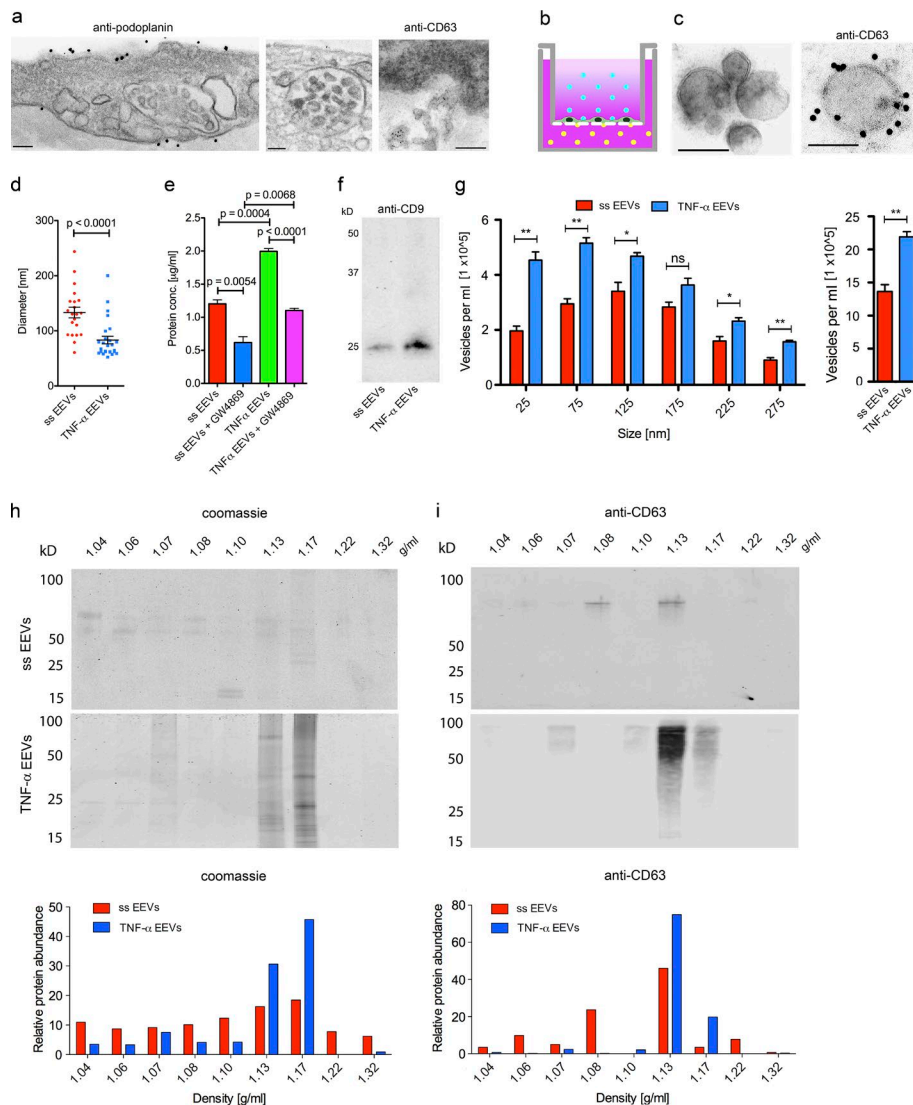 a
anti-podoplanin
anti-CD63
b
c
anti-CD63
d
p < 0.0001
Diameter [nm]
300
200
100
0
ss EEVs
TNF-α EEVs
e
p = 0.0068
p = 0.0004
p <0.0001
p = 0.0054
Protein conc. [µg/ml]
2.5
2.0
1.5
1.0
0.5
0.0
ss EEVs
ss EEVs + GW4869
TNFα EEVs
TNFα EEVs + GW4869
f
anti-CD9
kD
50
37
25
ss EEVs
TNF-α EEVs
g
ss EEVs
TNF-α EEVs
Vesicles per ml [1 x10^5]
6
4
2
0
**
**
*
ns
*
**
25
75
125
175
225
275
Size [nm]
Vesicles per ml [1 x10^5]
25
20
15
10
5
0
**
ss EEVs
TNF-α EEVs
h
coomassie
kD
1.04
1.06
1.07
1.08
1.10
1.13
1.17
1.22
1.32
g/ml
ss EEVs
100
50
25
15
TNF-α EEVs
100
50
25
15
coomassie
ss EEVs
TNF-α EEVs
Relative protein abundance
50
40
30
20
10
0
1.04
1.06
1.07
1.08
1.10
1.13
1.17
1.22
1.32
Density [g/ml]
i
anti-CD63
kD
1.04
1.06
1.07
1.08
1.10
1.13
1.17
1.22
1.32
g/ml
100
50
25
15
100
50
25
15
anti-CD63
ss EEVs
TNF-α EEVs
Relative protein abundance
80
60
40
20
0
1.04
1.06
1.07
1.08
1.10
1.13
1.17
1.22
1.32
Density [g/ml]